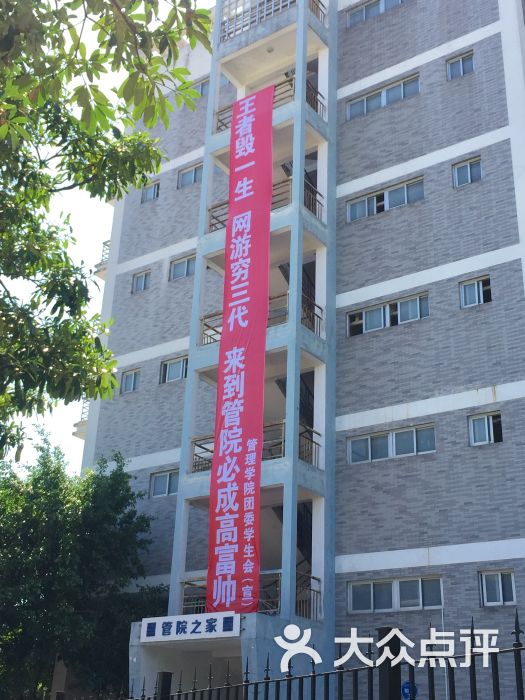 王者毁一生 网游穷三代 来到管院必成高富帅
管理学院团委学生会（宣）
管院之家
大众点评